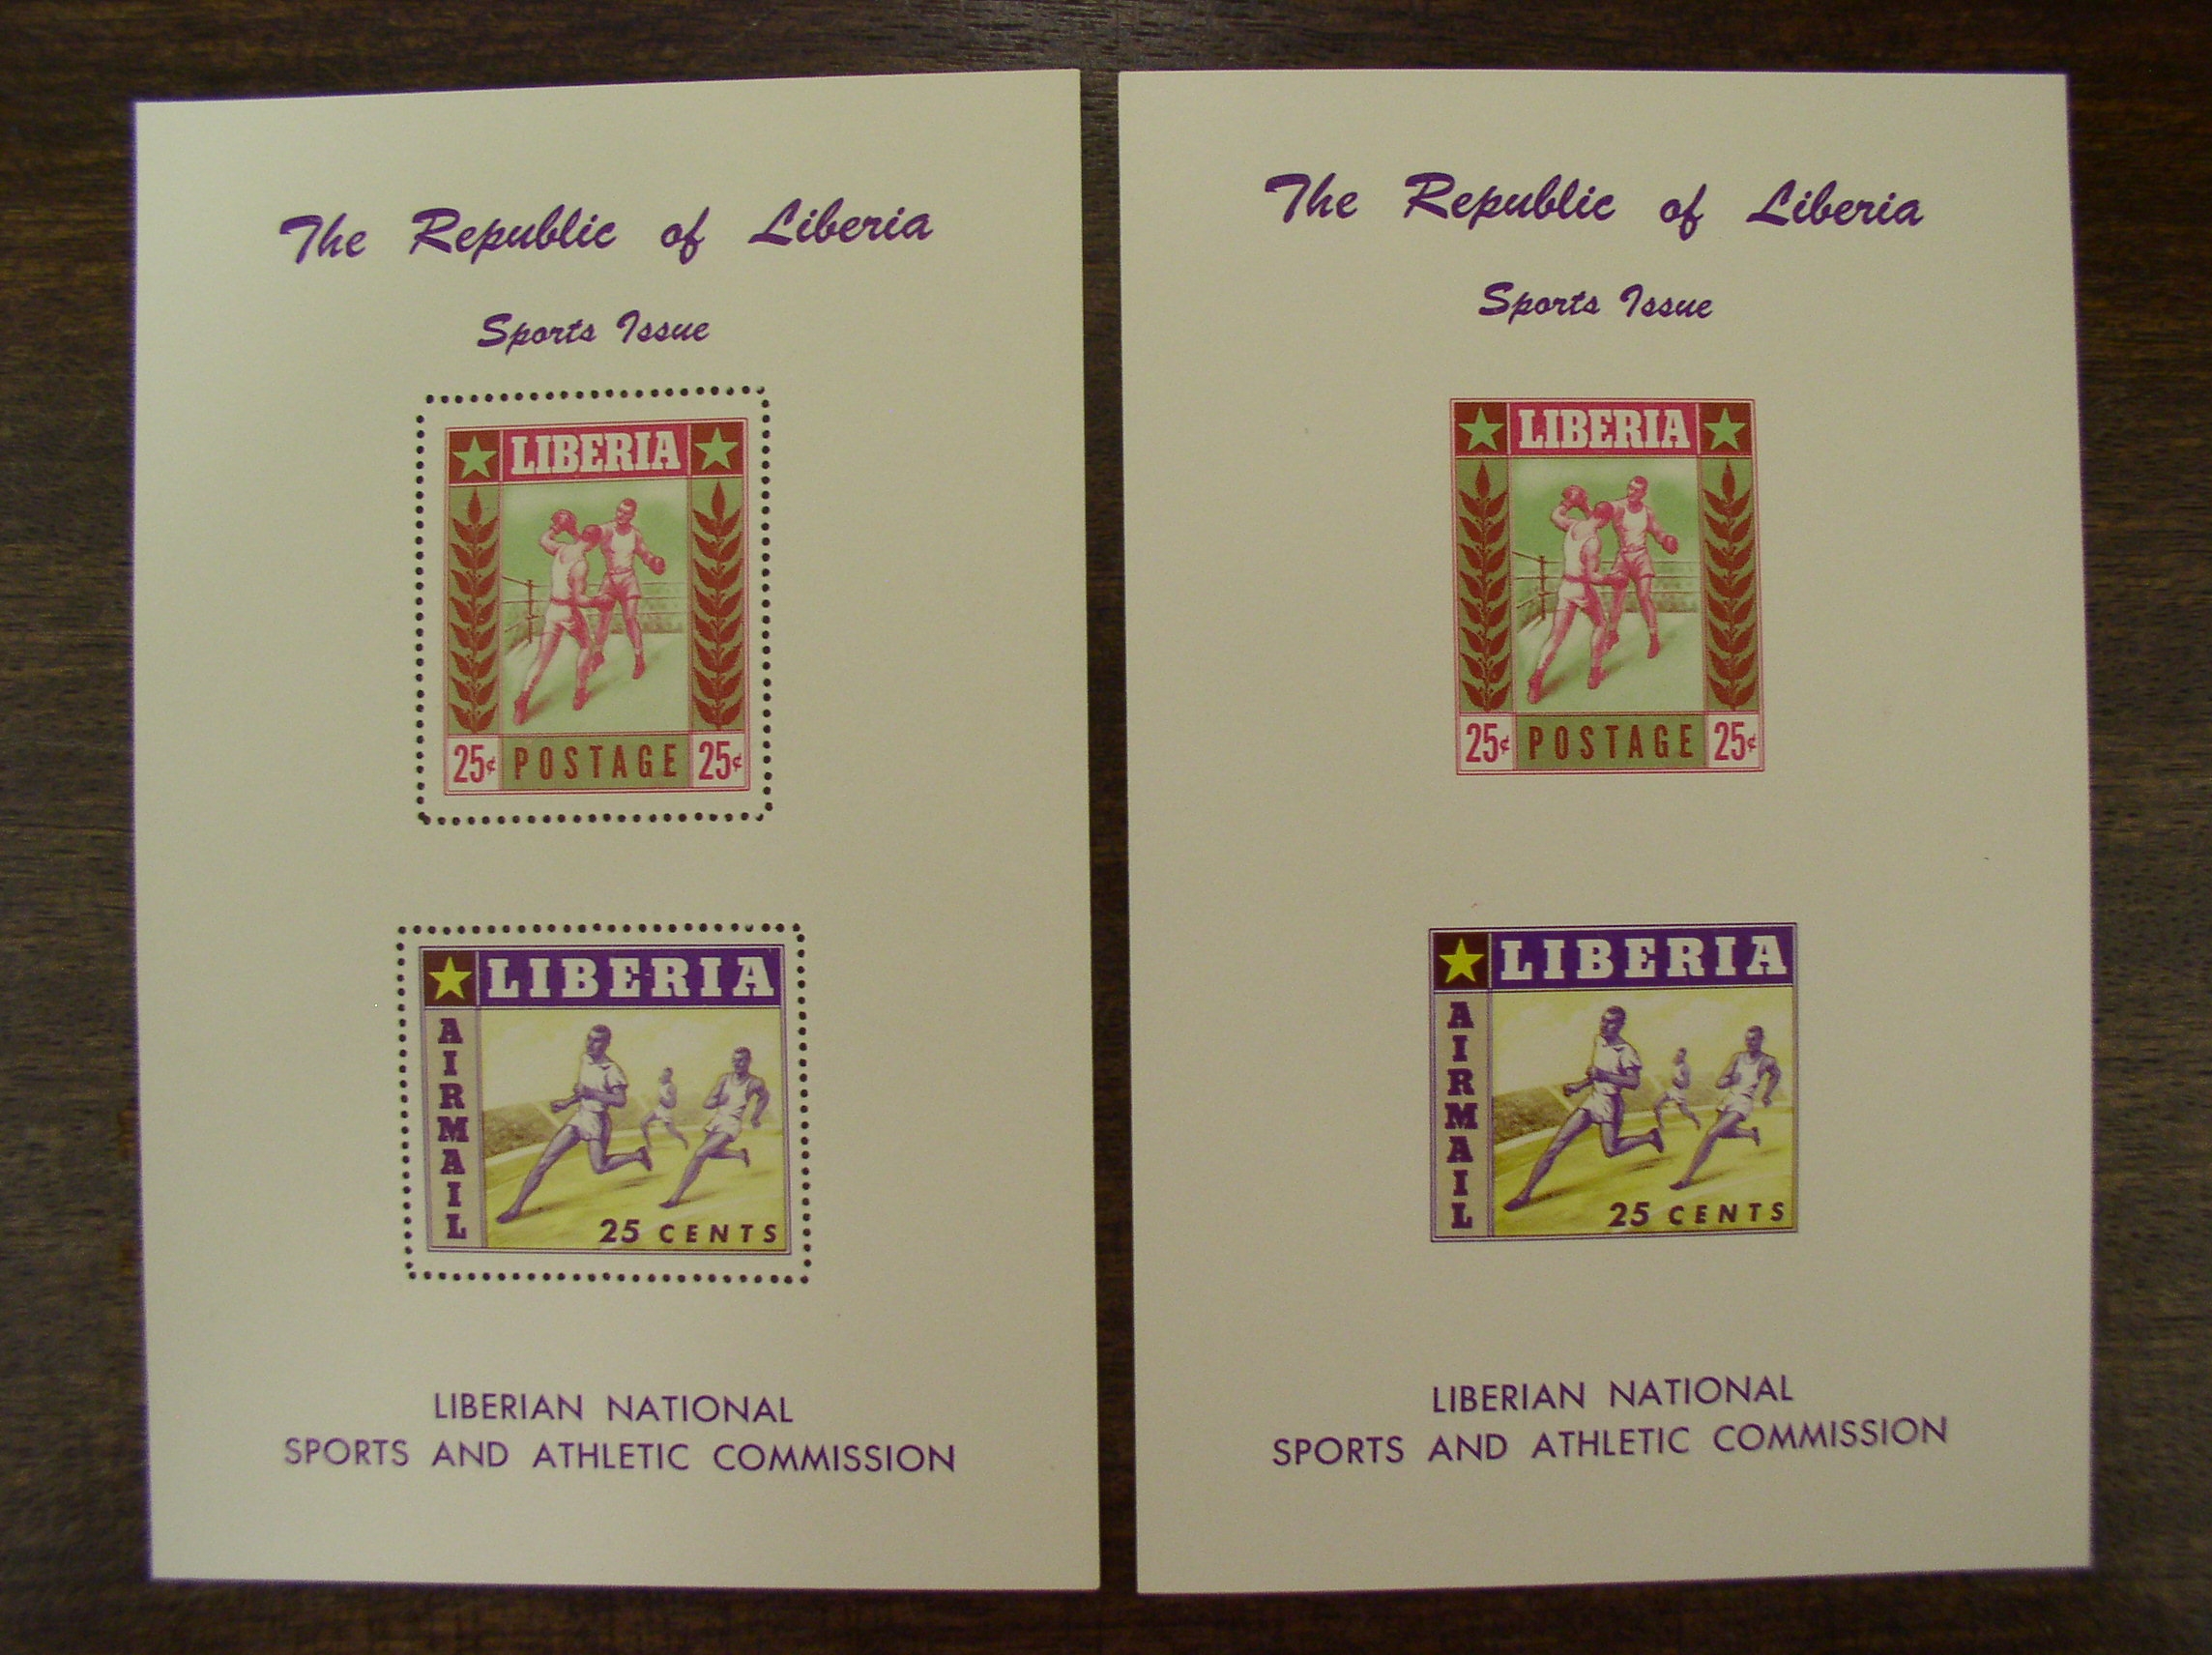 The Republic of Liberia
Sports Issue
LIBERIA
25¢ POSTAGE 25¢
LIBERIA
AIRMAIL
25 CENTS
LIBERIAN NATIONAL
SPORTS AND ATHLETIC COMMISSION
The Republic of Liberia
Sports Issue
LIBERIA
25¢ POSTAGE 25¢
LIBERIA
AIRMAIL
25 CENTS
LIBERIAN NATIONAL
SPORTS AND ATHLETIC COMMISSION